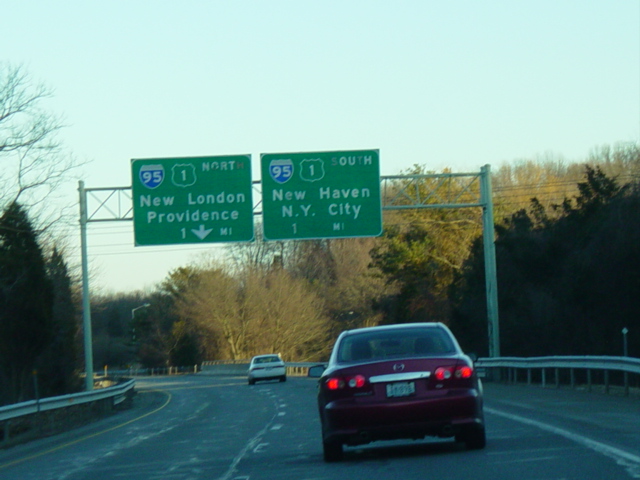 95 1 NORTH
New London
Providence
1 MI
95 1 SOUTH
New Haven
N.Y. City
1 MI